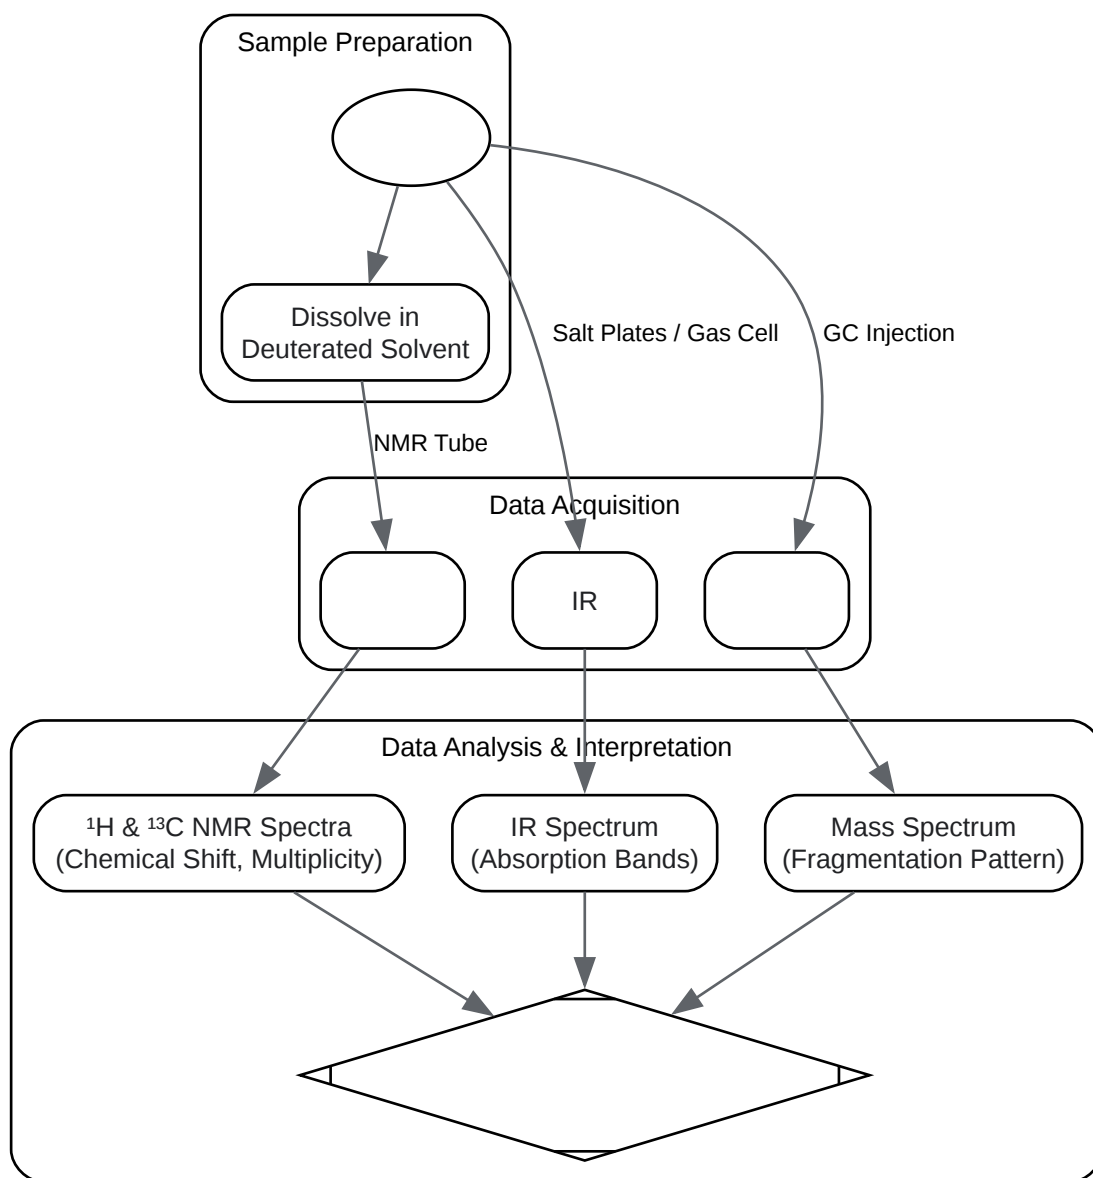 Sample Preparation
Dissolve in
Deuterated Solvent
Salt Plates / Gas Cell
GC Injection
NMR Tube
Data Acquisition
IR
Data Analysis & Interpretation
¹H & ¹³C NMR Spectra
(Chemical Shift, Multiplicity)
IR Spectrum
(Absorption Bands)
Mass Spectrum
(Fragmentation Pattern)